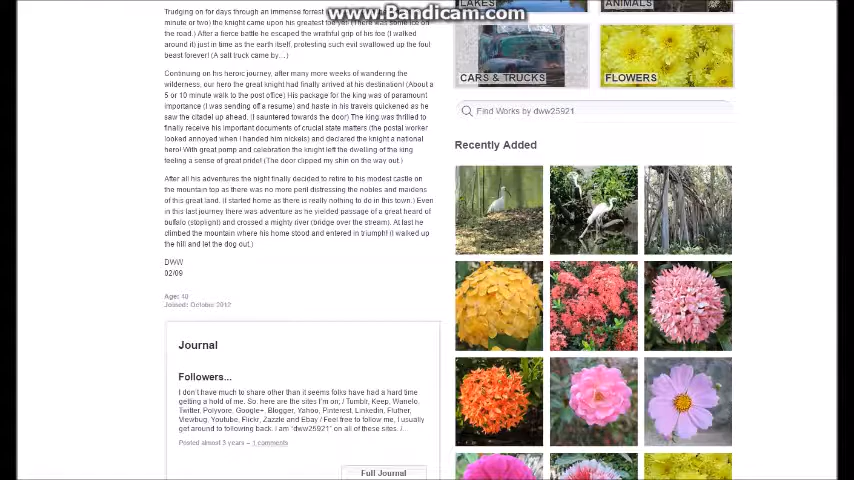 www.Bandicam.com
Trudging on for days through an immense forrest
minute or two) the knight came upon his greatest foe yet! (There was some ice on
the road.) After a fierce battle he escaped the wrathful grip of his foe (I walked
around it) just in time as the earth itself, protesting such evil swallowed up the foul
beast forever! (A salt truck came by…)
Continuing on his heroic journey, after many more weeks of wandering the
wilderness, our hero the great knight had finally arrived at his destination! (About a
5 or 10 minute walk to the post office) His package for the king was of paramount
importance (I was sending off a resume) and haste in his travels quickened as he
saw the citadel up ahead. (I sauntered towards the door) The king was thrilled to
finally receive his important documents of crucial state matters (the postal worker
looked annoyed when I handed him nickels) and declared the knight a national
hero! With great pomp and celebration the knight left the dwelling of the king
feeling a sense of great pride! (The door clipped my shin on the way out.)
After all his adventures the night finally decided to retire to his modest castle on
the mountain top as there was no more peril distressing the nobles and maidens
of this great land. (I started home as there is really nothing to do in this town.) Even
in this last journey there was adventure as he yielded passage of a great heard of
buffalo (stoplight) and crossed a mighty river (bridge over the stream). At last he
climbed the mountain where his home stood and entered in triumph! (I walked up
the hill and let the dog out.)
DWW
02/09
Age: 40
Joined: October 2012
Journal
Followers...
I don't have much to share other than it seems folks have had a hard time
getting a hold of me. So, here are the sites I'm on; / Tumblr, Keep, Wanelo,
Twitter, Polyvore, Google+, Blogger, Yahoo, Pinterest, Linkedin, Fluther,
Viewbug, Youtube, Flickr, Zazzle and Ebay / Feel free to follow me, I usually
get around to following back. I am "dww25921" on all of these sites. /...
Posted almost 3 years – 1 comments
Full Journal
LAKES
ANIMALS
CARS & TRUCKS
FLOWERS
Find Works by dww25921
Recently Added